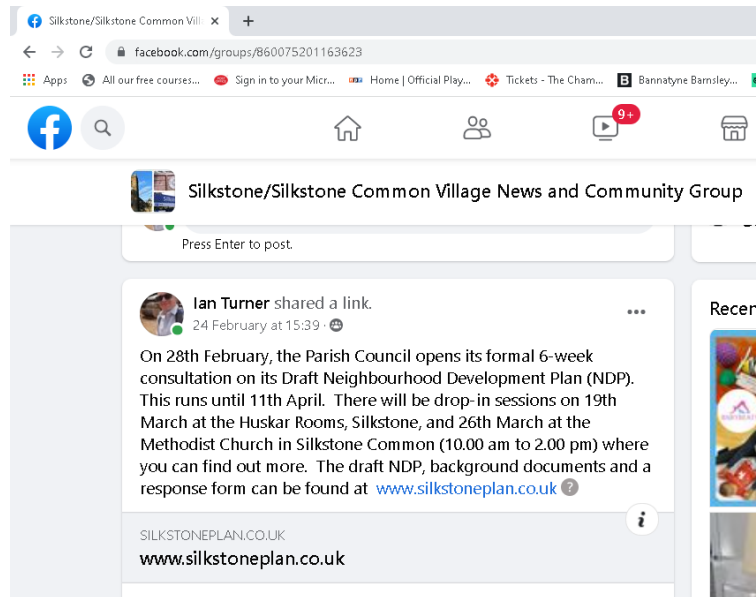 Silkstone/Silkstone Common Vill
facebook.com/groups/860075201163623
Apps All our free courses... Sign in to your Micr... Home | Official Play... Tickets - The Cham... B Bannatyne Barnsley...
9+
Silkstone/Silkstone Common Village News and Community Group
Press Enter to post.
Ian Turner shared a link.
24 February at 15:39 ·
Recen
On 28th February, the Parish Council opens its formal 6-week
consultation on its Draft Neighbourhood Development Plan (NDP).
This runs until 11th April. There will be drop-in sessions on 19th
March at the Huskar Rooms, Silkstone, and 26th March at the
Methodist Church in Silkstone Common (10.00 am to 2.00 pm) where
you can find out more. The draft NDP, background documents and a
response form can be found at www.silkstoneplan.co.uk ?
i
SILKSTONEPLAN.CO.UK
www.silkstoneplan.co.uk